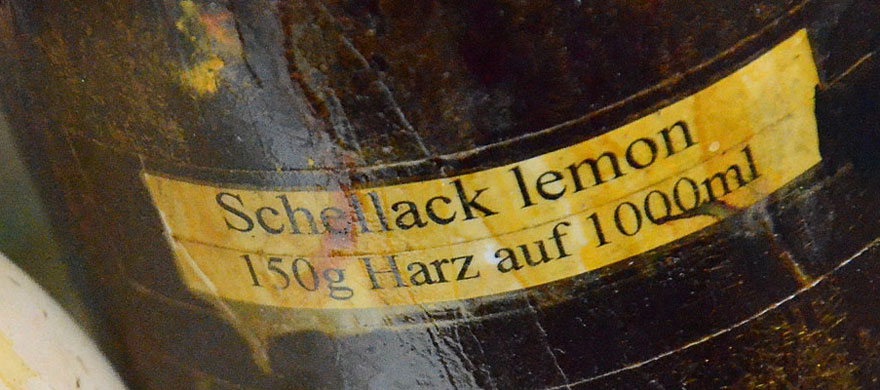 Schellack lemon
150g Harz auf 1000ml